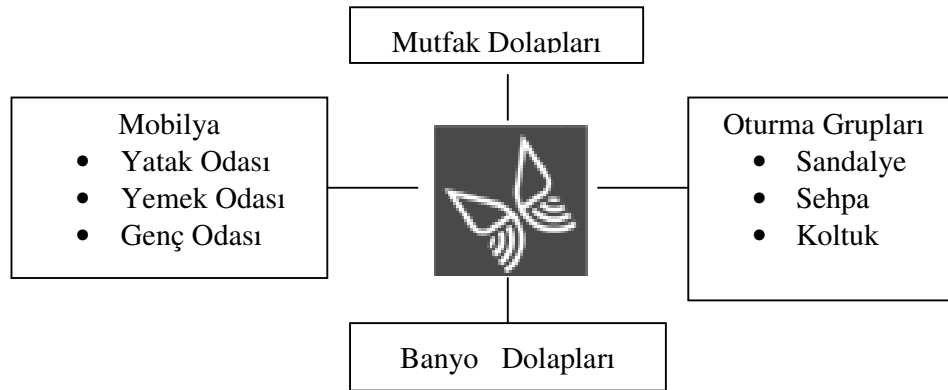 Mutfak Dolapları
Mobilya
• Yatak Odası
• Yemek Odası
• Genç Odası
Oturma Grupları
• Sandalye
• Sehpa
• Koltuk
Banyo Dolapları